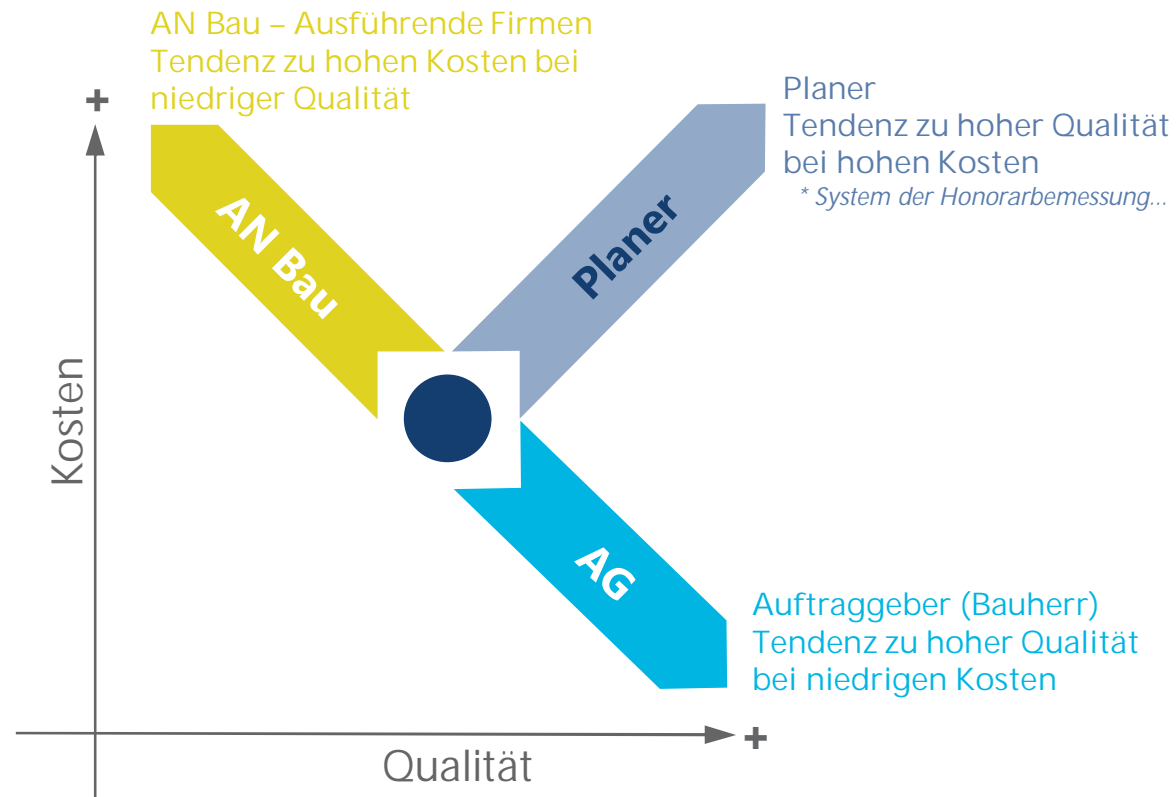 AN Bau – Ausführende Firmen
Tendenz zu hohen Kosten bei
niedriger Qualität
+
Planer
Tendenz zu hoher Qualität
bei hohen Kosten
* System der Honorarbemessung...
AN Bau
Planer
Kosten
AG
Auftraggeber (Bauherr)
Tendenz zu hoher Qualität
bei niedrigen Kosten
+
Qualität